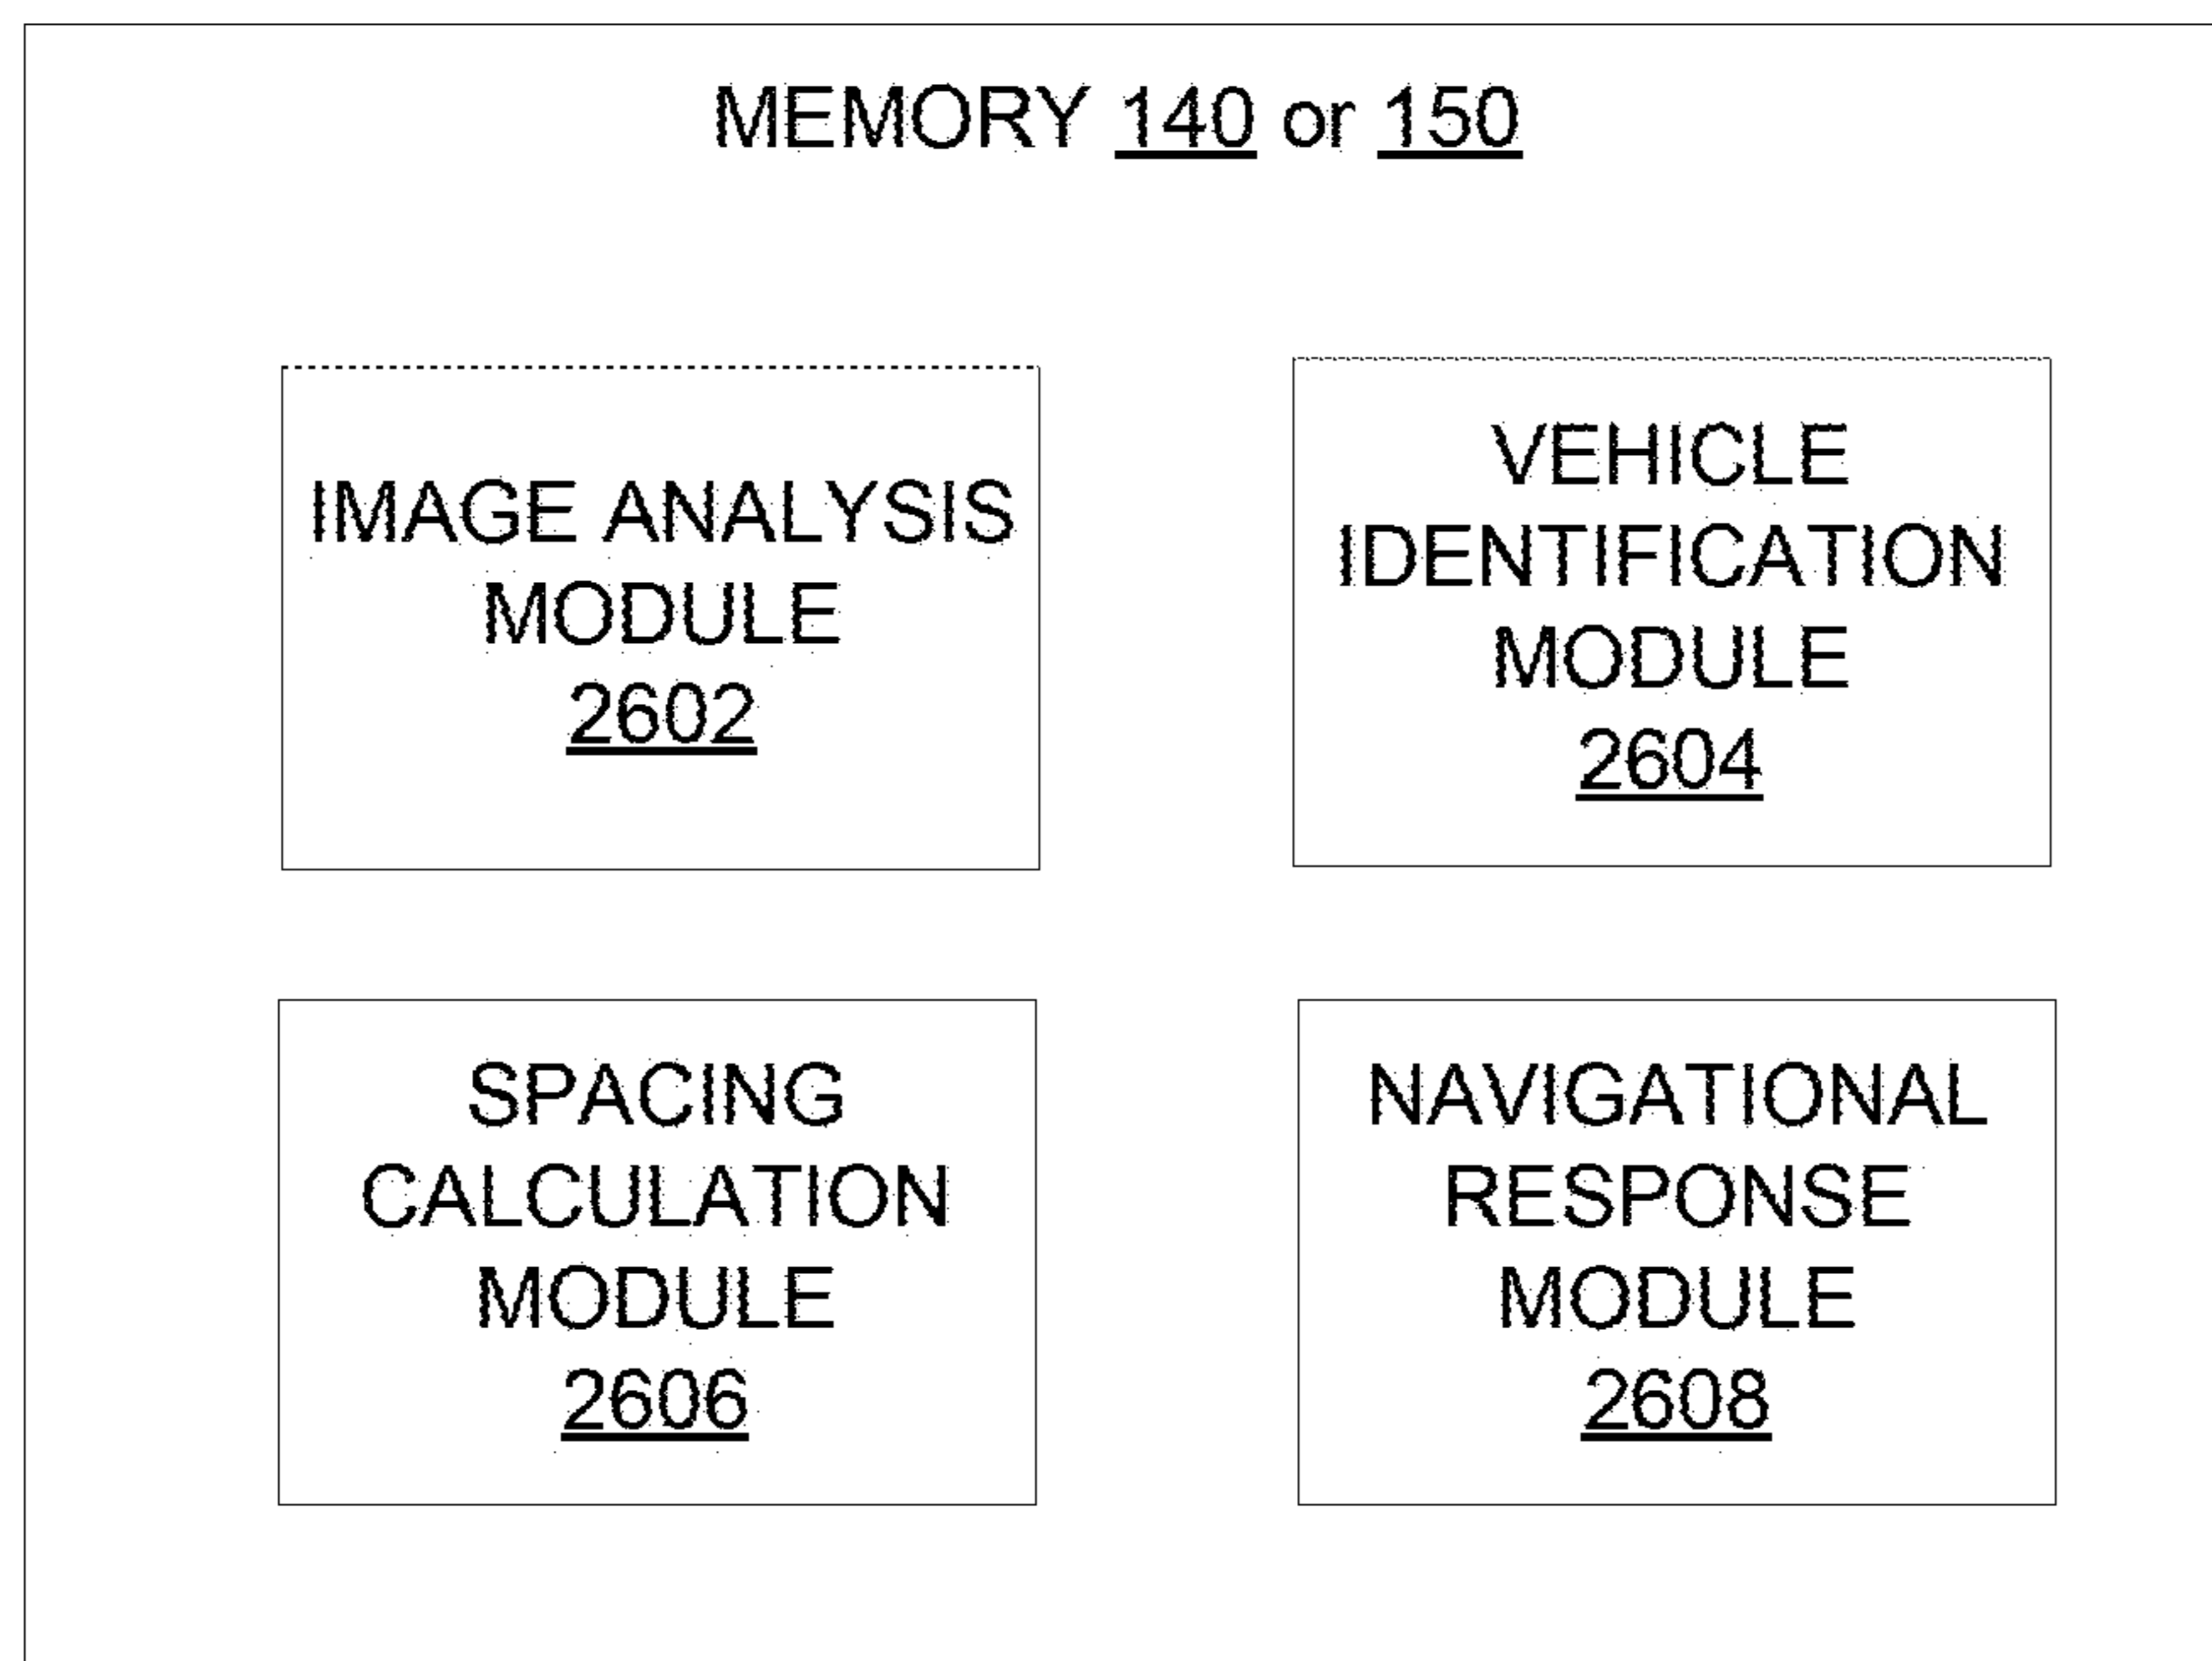 MEMORY 140 or 150
IMAGE ANALYSIS
MODULE
2602
VEHICLE
IDENTIFICATION
MODULE
2604
SPACING
CALCULATION
MODULE
2606
NAVIGATIONAL
RESPONSE
MODULE
2608